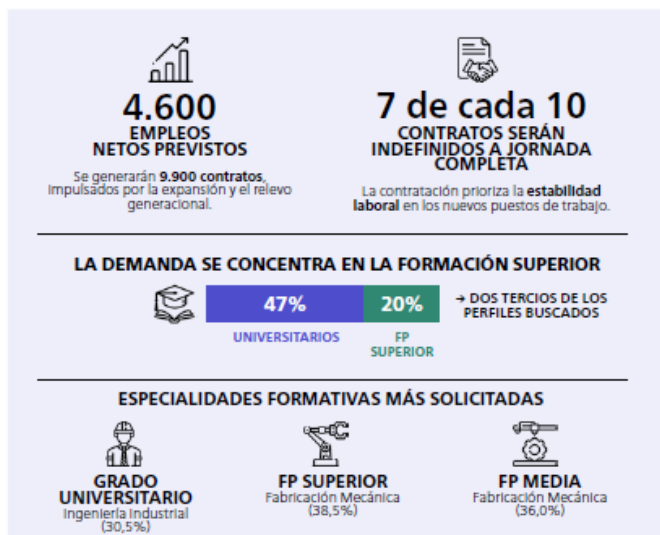 4.600
EMPLEOS
NETOS PREVISTOS
Se generarán 9.900 contratos,
impulsados por la expansión y el relevo
generacional.
7 de cada 10
CONTRATOS SERÁN
INDEFINIDOS A JORNADA
COMPLETA
La contratación prioriza la estabilidad
laboral en los nuevos puestos de trabajo.
LA DEMANDA SE CONCENTRA EN LA FORMACIÓN SUPERIOR
47%
20%
→ DOS TERCIOS DE LOS
PERFILES BUSCADOS
UNIVERSITARIOS
FP
SUPERIOR
ESPECIALIDADES FORMATIVAS MÁS SOLICITADAS
GRADO
UNIVERSITARIO
Ingeniería Industrial
(30,5%)
FP SUPERIOR
Fabricación Mecánica
(38,5%)
FP MEDIA
Fabricación Mecánica
(36,0%)